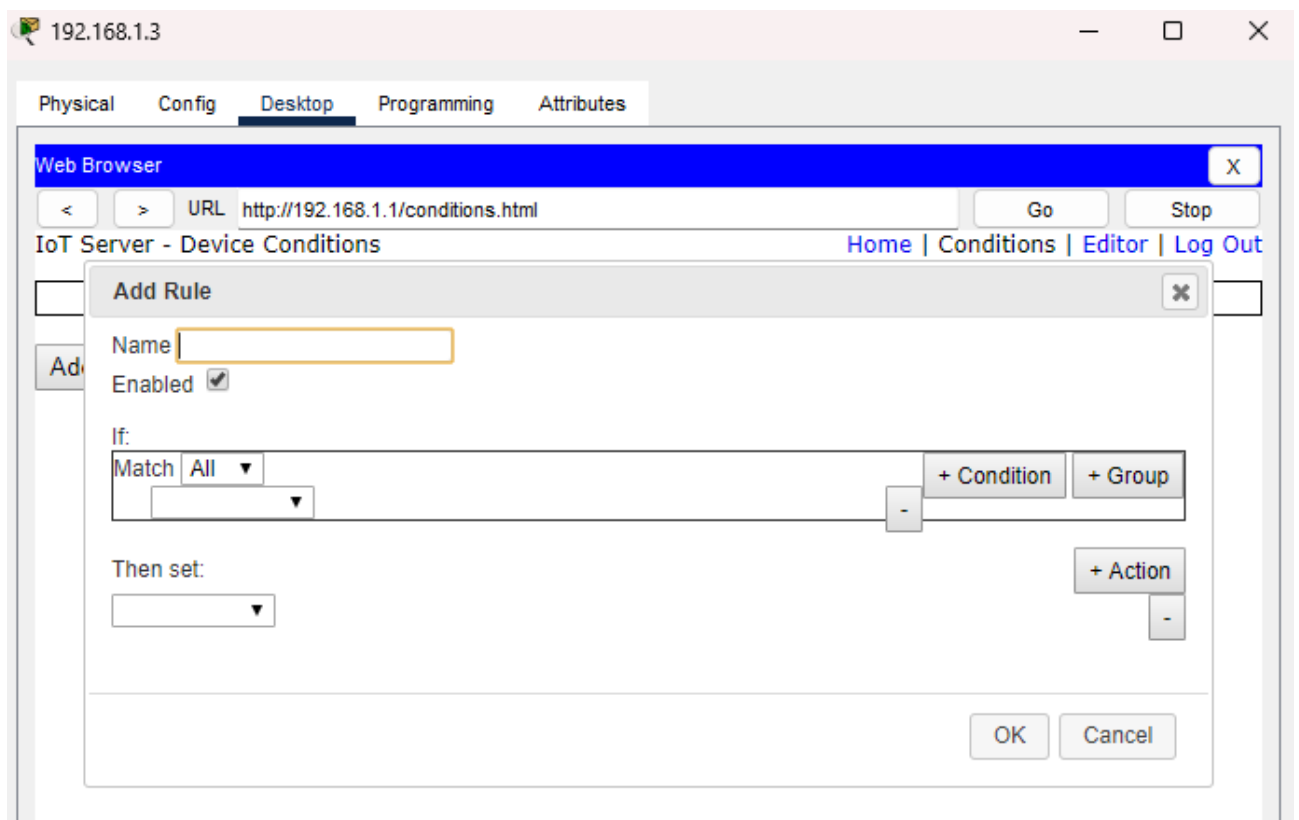 192.168.1.3
Physical Config Desktop Programming Attributes
Web Browser X
< > URL http://192.168.1.1/conditions.html Go Stop
IoT Server - Device Conditions Home | Conditions | Editor | Log Out
Add Rule
Name
Ad
Enabled
If:
Match All + Condition + Group
-
Then set: + Action
-
OK Cancel